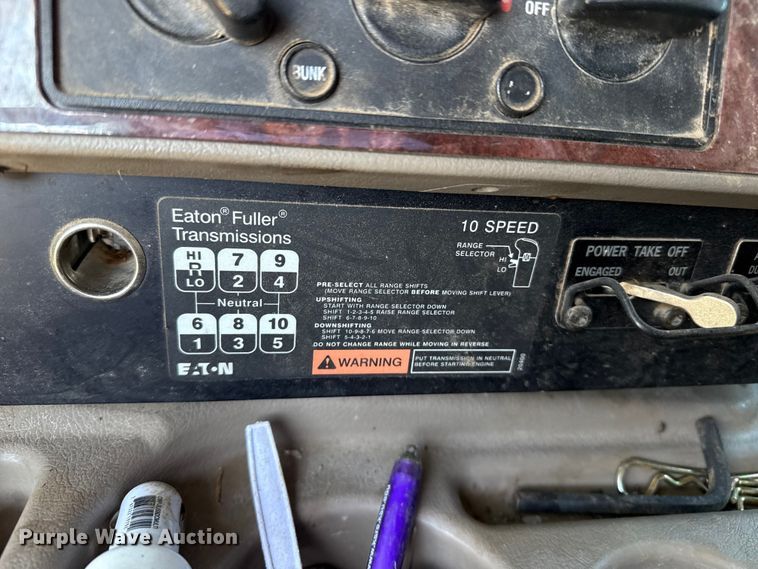 OFF
BUNK
Eaton® Fuller®
Transmissions
10 SPEED
RANGE
SELECTOR
HI
LO
HI
R
LO
7
2
9
4
Neutral
6
1
8
3
10
5
EATON
PRE-SELECT ALL RANGE SHIFTS
(MOVE RANGE SELECTOR BEFORE MOVING SHIFT LEVER)
UPSHIFTING
START WITH RANGE SELECTOR DOWN
SHIFT 1-2-3-4-5 RAISE RANGE SELECTOR
SHIFT 6-7-8-9-10
DOWNSHIFTING
SHIFT 10-9-8-7-6 MOVE RANGE-SELECTOR DOWN
SHIFT 5-4-3-2-1
DO NOT CHANGE RANGE WHILE MOVING IN REVERSE
WARNING
PUT TRANSMISSION IN NEUTRAL
BEFORE STARTING ENGINE
POWER TAKE OFF
ENGAGED
OUT
Purple Wave Auction